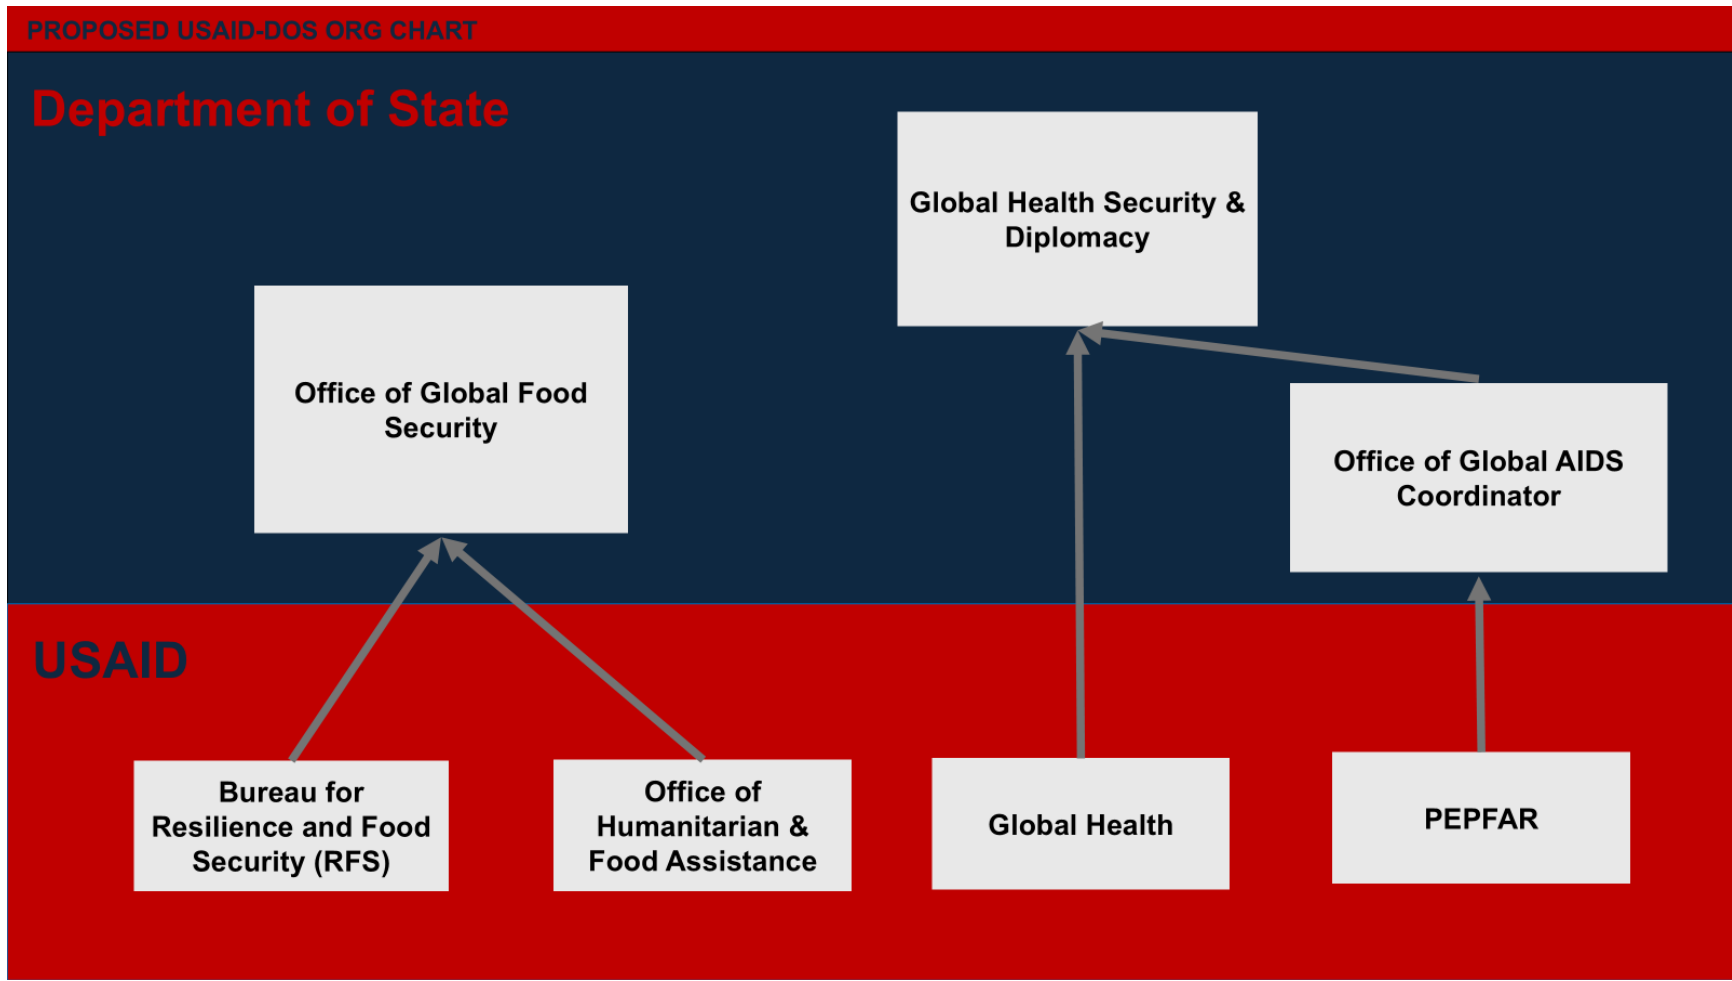 PROPOSED USAID-DOS ORG CHART
Department of State
Global Health Security &
Diplomacy
Office of Global Food
Security
Office of Global AIDS
Coordinator
USAID
Bureau for
Resilience and Food
Security (RFS)
Office of
Humanitarian &
Food Assistance
Global Health
PEPFAR